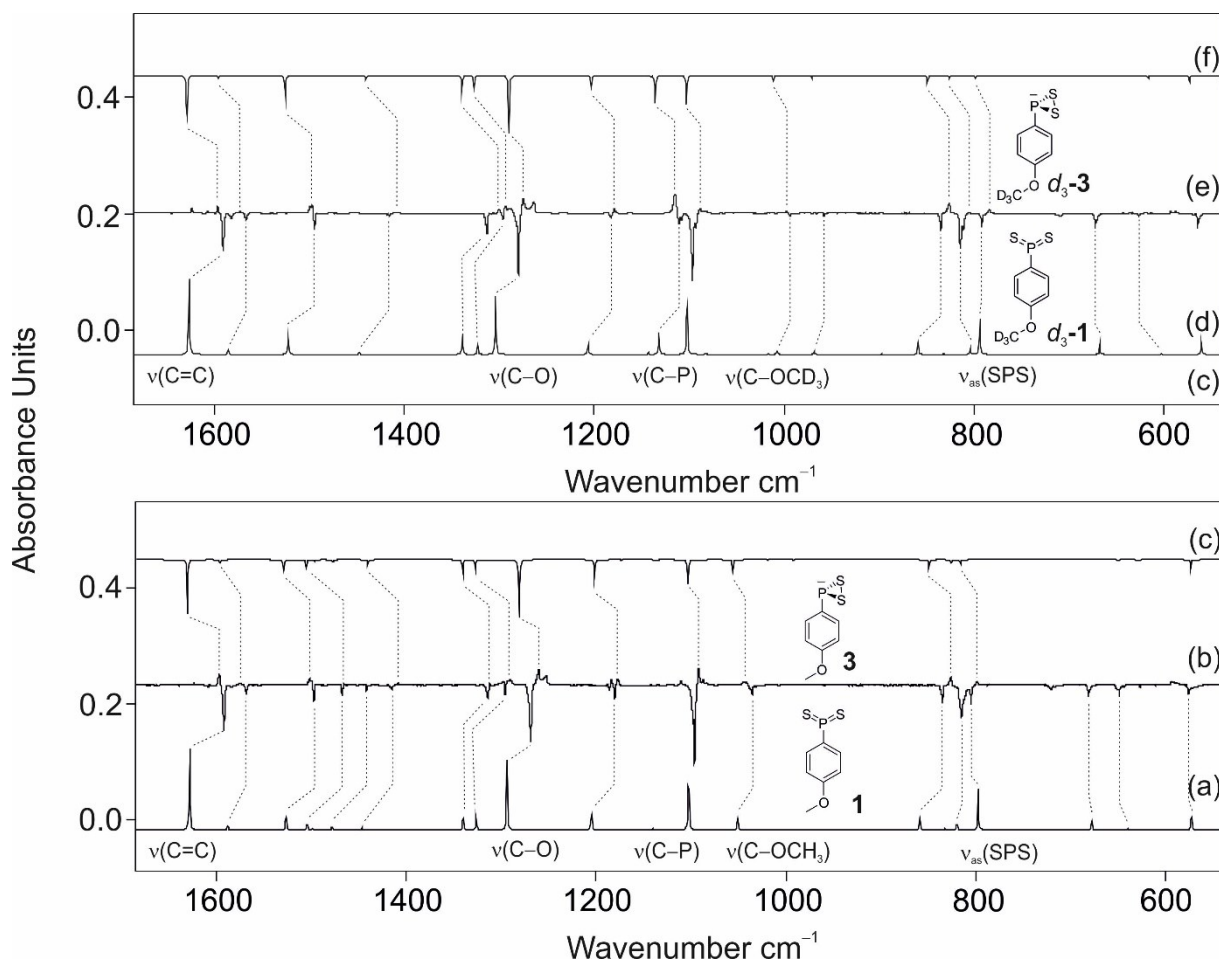 Absorbance Units
(f)
0.4
P
–
S
S
O
D₃C
d₃-3
(e)
0.2
S
S
P
O
D₃C
d₃-1
(d)
0.0
ν(C=C)
ν(C–O)
ν(C–P)
ν(C–OCD₃)
νas(SPS)
(c)
1600 1400 1200 1000 800 600
Wavenumber cm⁻¹
(c)
0.4
P
–
S
S
O
3
(b)
0.2
S
S
P
O
1
(a)
0.0
ν(C=C)
ν(C–O)
ν(C–P)
ν(C–OCH₃)
νas(SPS)
1600 1400 1200 1000 800 600
Wavenumber cm⁻¹